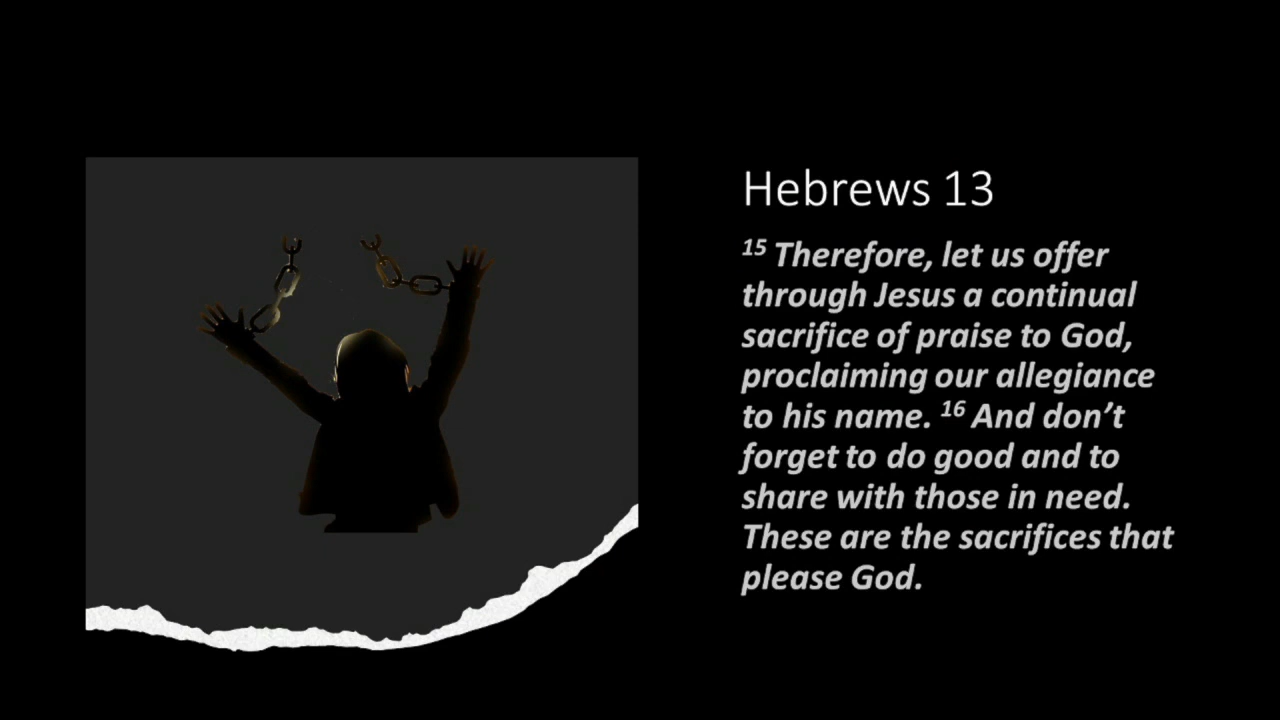 Hebrews 13
15 Therefore, let us offer
through Jesus a continual
sacrifice of praise to God,
proclaiming our allegiance
to his name. 16 And don’t
forget to do good and to
share with those in need.
These are the sacrifices that
please God.